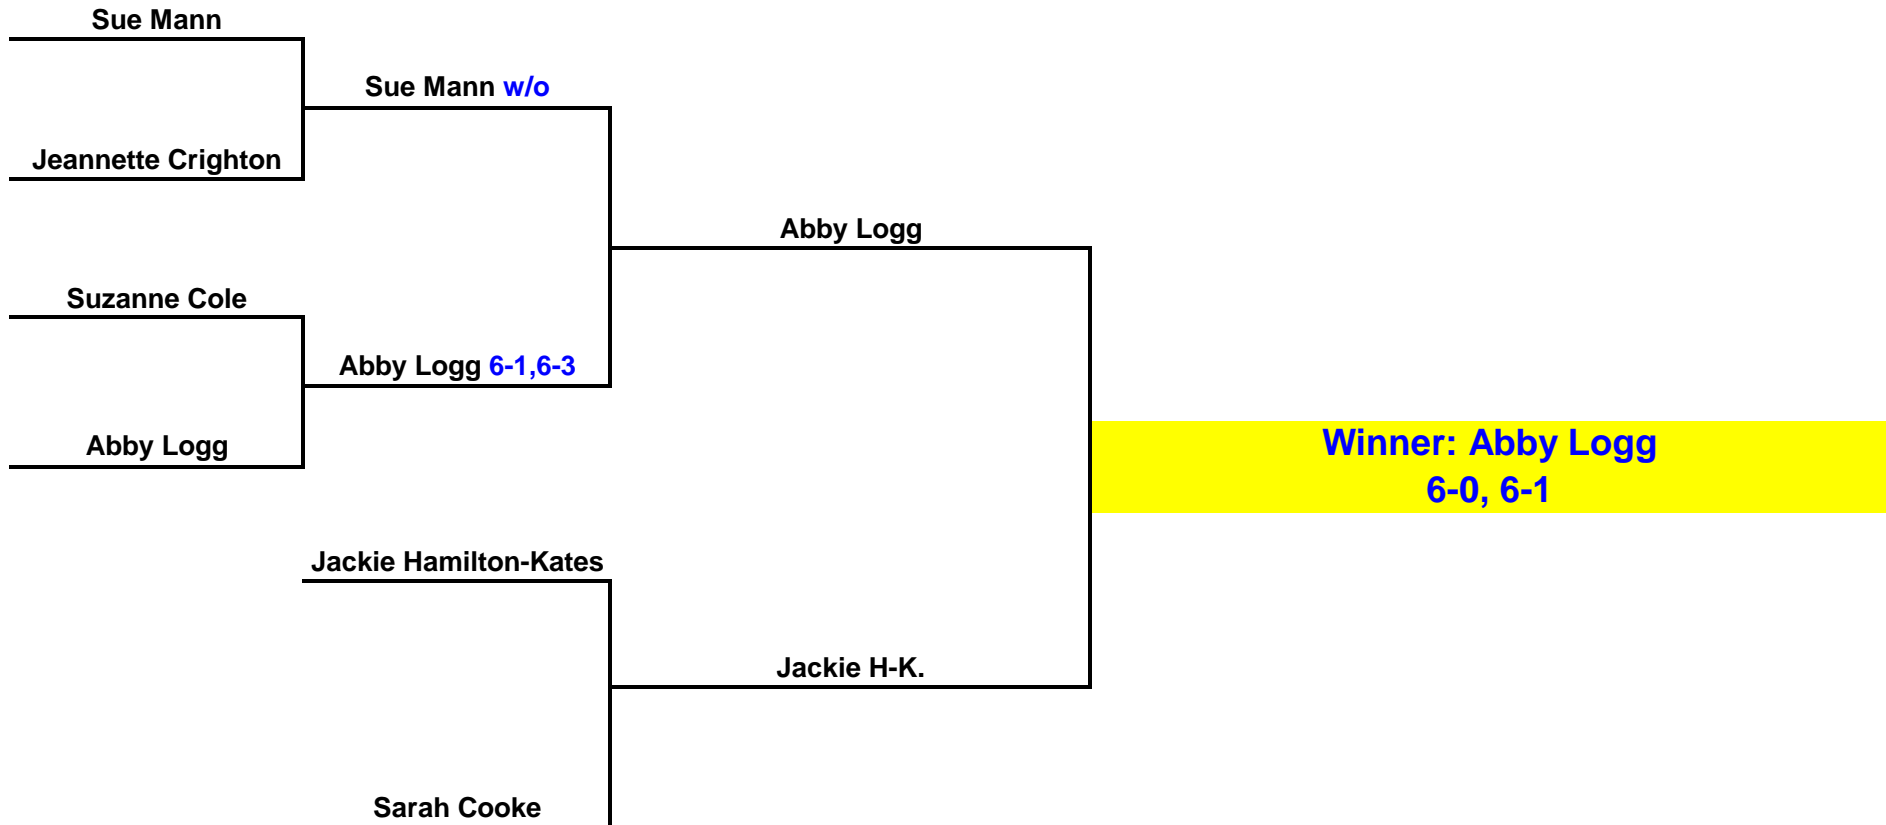 Sue Mann
Sue Mann w/o
Jeannette Crighton
Abby Logg
Suzanne Cole
Abby Logg 6-1,6-3
Abby Logg
Winner: Abby Logg
6-0, 6-1
Jackie Hamilton-Kates
Jackie H-K.
Sarah Cooke